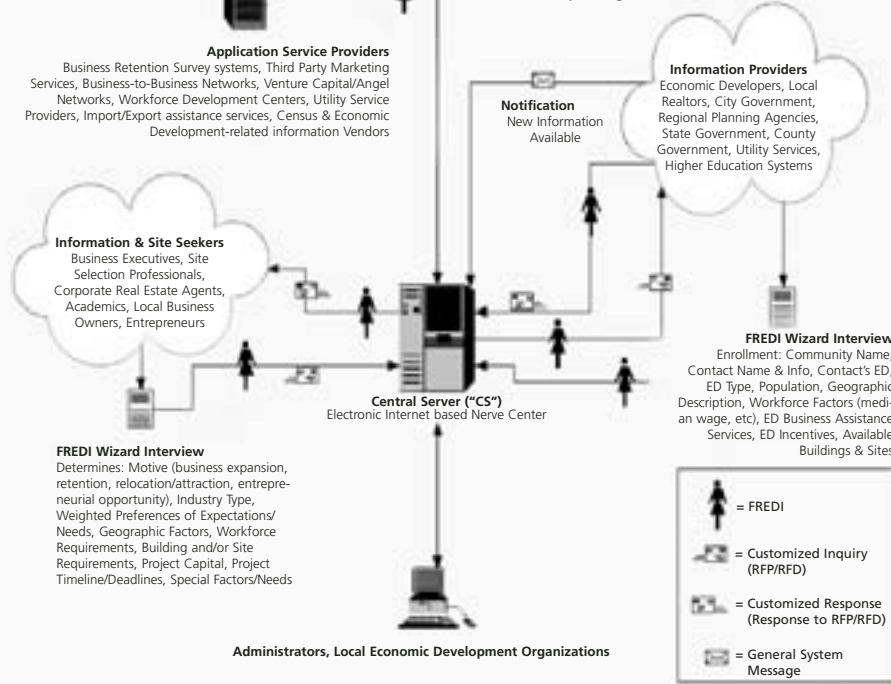 Application Service Providers
Business Retention Survey systems, Third Party Marketing
Services, Business-to-Business Networks, Venture Capital/Angel
Networks, Workforce Development Centers, Utility Service
Providers, Import/Export assistance services, Census & Economic
Development-related information Vendors
Notification
New Information
Available
Information Providers
Economic Developers, Local
Realtors, City Government,
Regional Planning Agencies,
State Government, County
Government, Utility Services,
Higher Education Systems
Information & Site Seekers
Business Executives, Site
Selection Professionals,
Corporate Real Estate Agents,
Academics, Local Business
Owners, Entrepreneurs
Central Server ("CS")
Electronic Internet based Nerve Center
FREDI Wizard Interview
Enrollment: Community Name,
Contact Name & Info, Contact's ED,
ED Type, Population, Geographic
Description, Workforce Factors (medi-
an wage, etc), ED Business Assistance
Services, ED Incentives, Available
Buildings & Sites
FREDI Wizard Interview
Determines: Motive (business expansion,
retention, relocation/attraction, entrepre-
neurial opportunity), Industry Type,
Weighted Preferences of Expectations/
Needs, Geographic Factors, Workforce
Requirements, Building and/or Site
Requirements, Project Capital, Project
Timeline/Deadlines, Special Factors/Needs
Administrators, Local Economic Development Organizations
= FREDI
= Customized Inquiry
(RFP/RFD)
= Customized Response
(Response to RFP/RFD)
= General System
Message